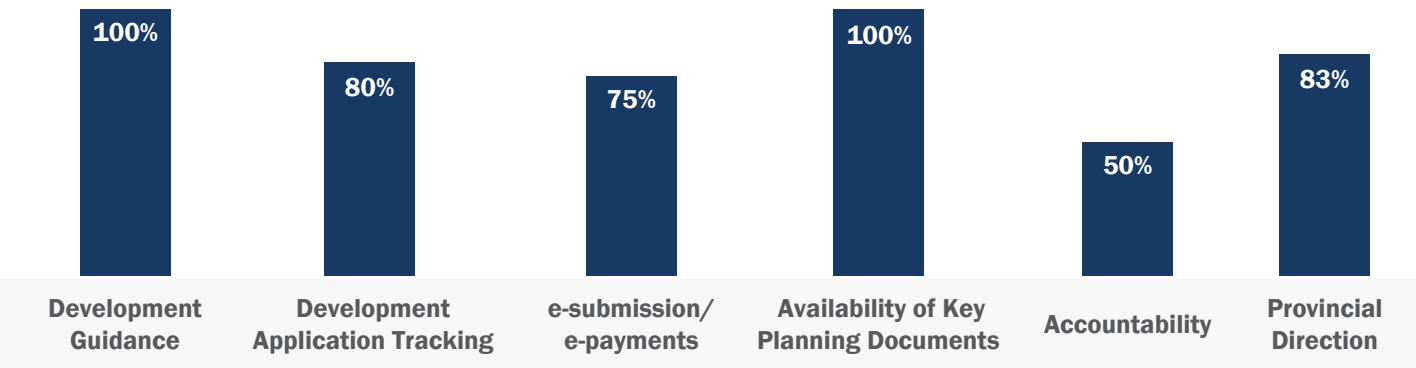 100%
80%
75%
100%
50%
83%
Development
Guidance
Development
Application Tracking
e-submission/
e-payments
Availability of Key
Planning Documents
Accountability
Provincial
Direction